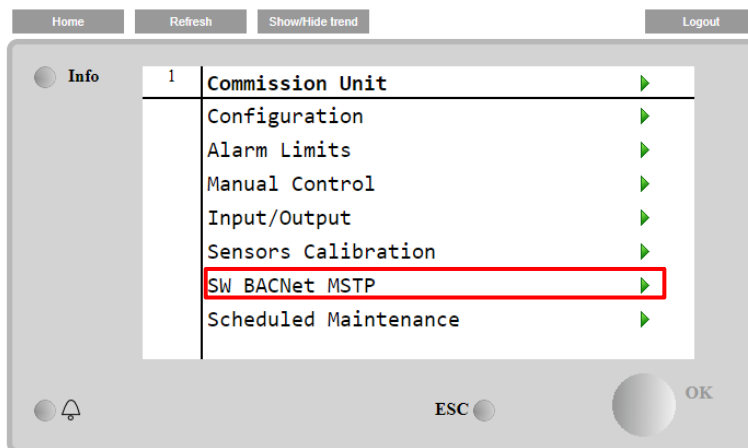 Home Refresh Show/Hide trend Logout
Info
1 Commission Unit
Configuration
Alarm Limits
Manual Control
Input/Output
Sensors Calibration
SW BACNet MSTP
Scheduled Maintenance
ESC OK